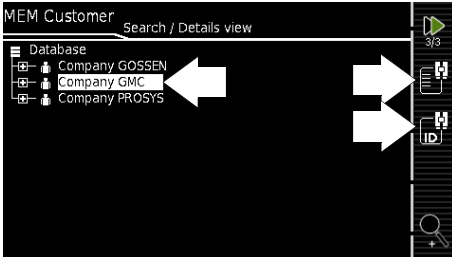 MEM Customer
Search / Details view
3/3
Database
Company GOSSEN
Company GMC
Company PROSYS
ID